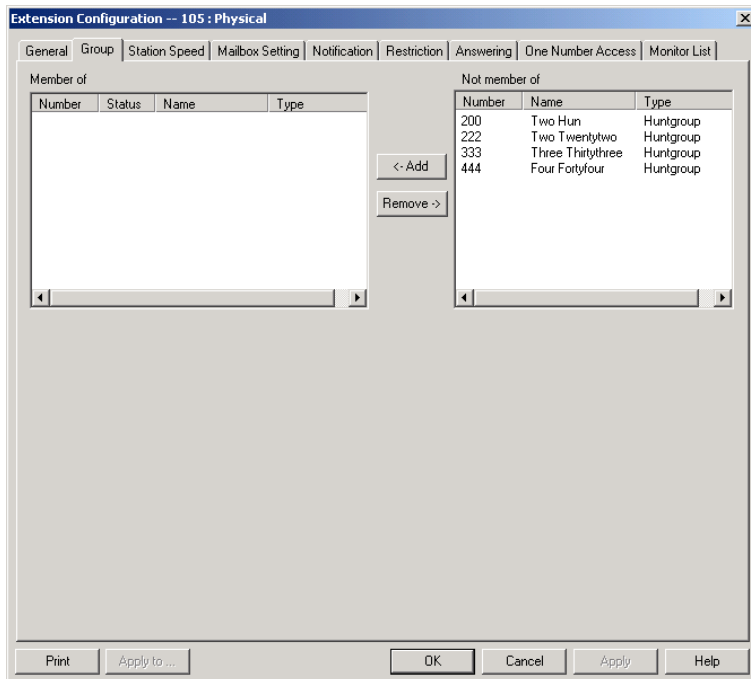 Extension Configuration -- 105 : Physical
General Group Station Speed Mailbox Setting Notification Restriction Answering One Number Access Monitor List
Member of
Number Status Name Type
<- Add
Remove ->
Not member of
Number Name Type
200 Two Hun Huntgroup
222 Two Twentytwo Huntgroup
333 Three Thirtythree Huntgroup
444 Four Fortyfour Huntgroup
Print Apply to ... OK Cancel Apply Help